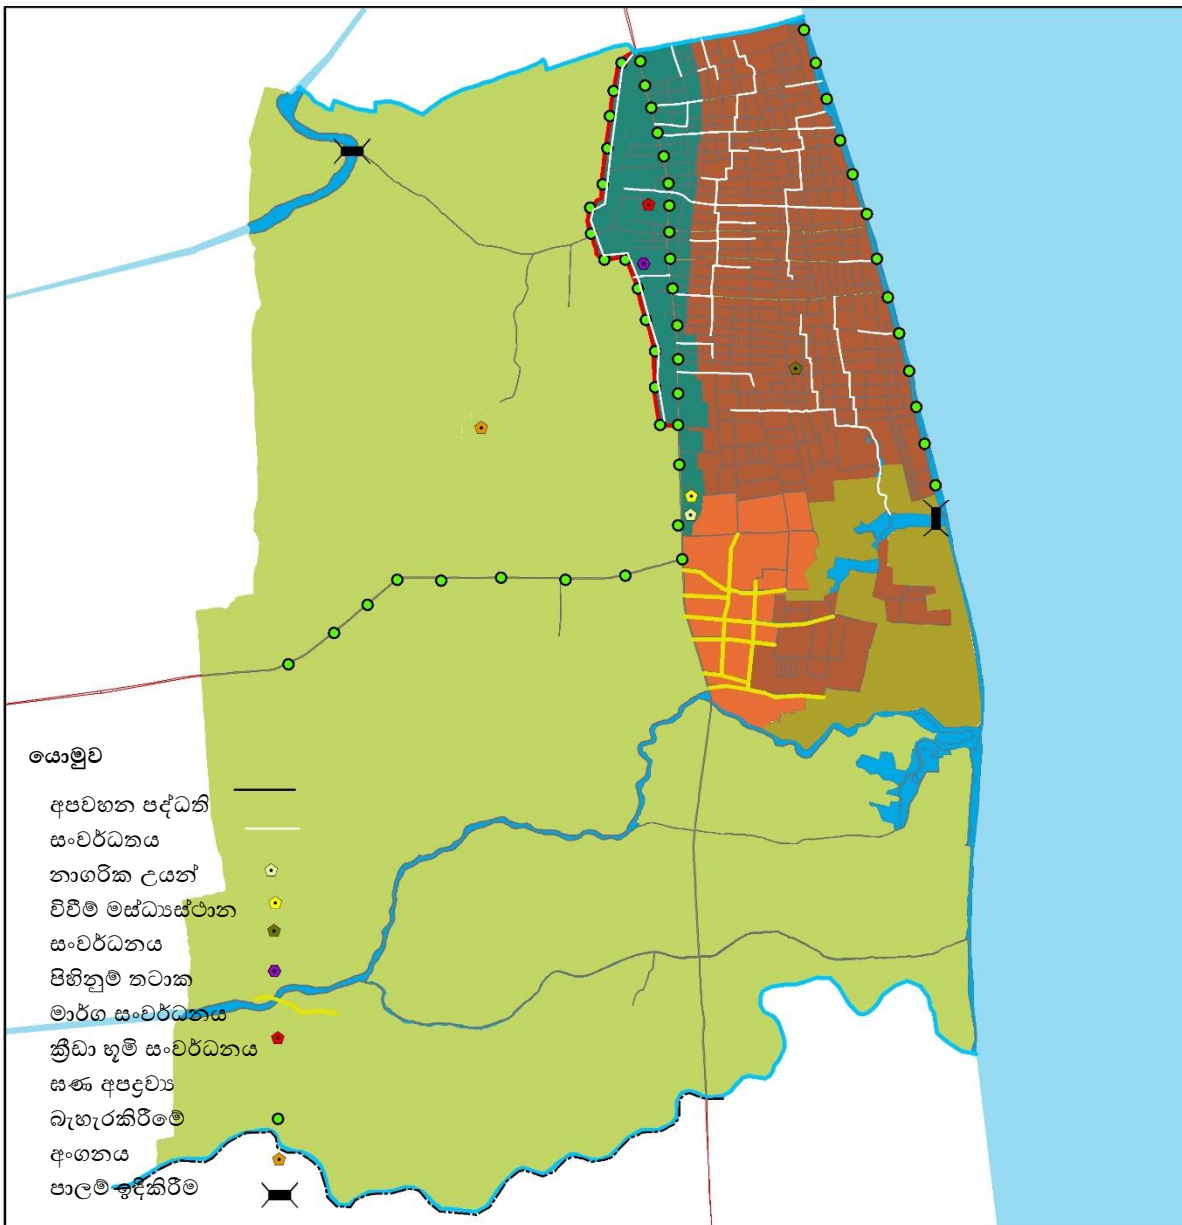 යොමුව
අපවහන පද්ධති
සංවර්ධතය
නාගරික උයන්
විවීම් මස්ධ්‍යස්ථාන
සංවර්ධනය
පිහිනුම් තටාක
මාර්ග සංවර්ධනය
ක්‍රීඩා භූමි සංවර්ධනය
ඝණ අපද්‍රව්‍ය
බැහැරකිරීමේ
අංගනය
පාලම් ඉදිකිරීම